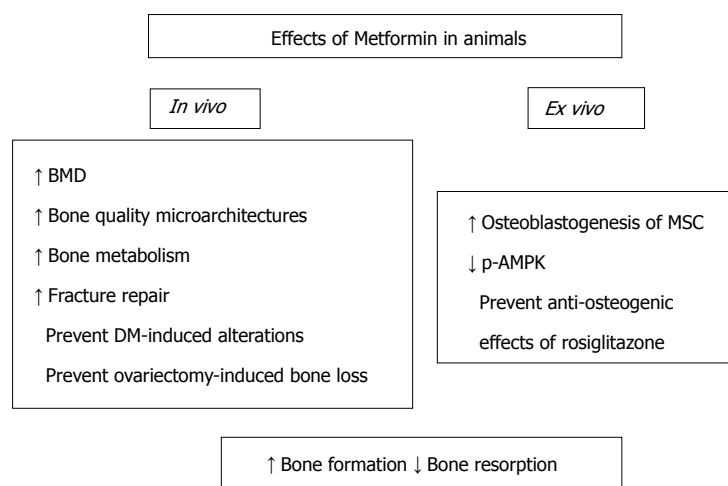 Effects of Metformin in animals
In vivo
↑ BMD
↑ Bone quality microarchitectures
↑ Bone metabolism
↑ Fracture repair
Prevent DM-induced alterations
Prevent ovariectomy-induced bone loss
Ex vivo
↑ Osteoblastogenesis of MSC
↓ p-AMPK
Prevent anti-osteogenic
effects of rosiglitazone
↑ Bone formation ↓ Bone resorption